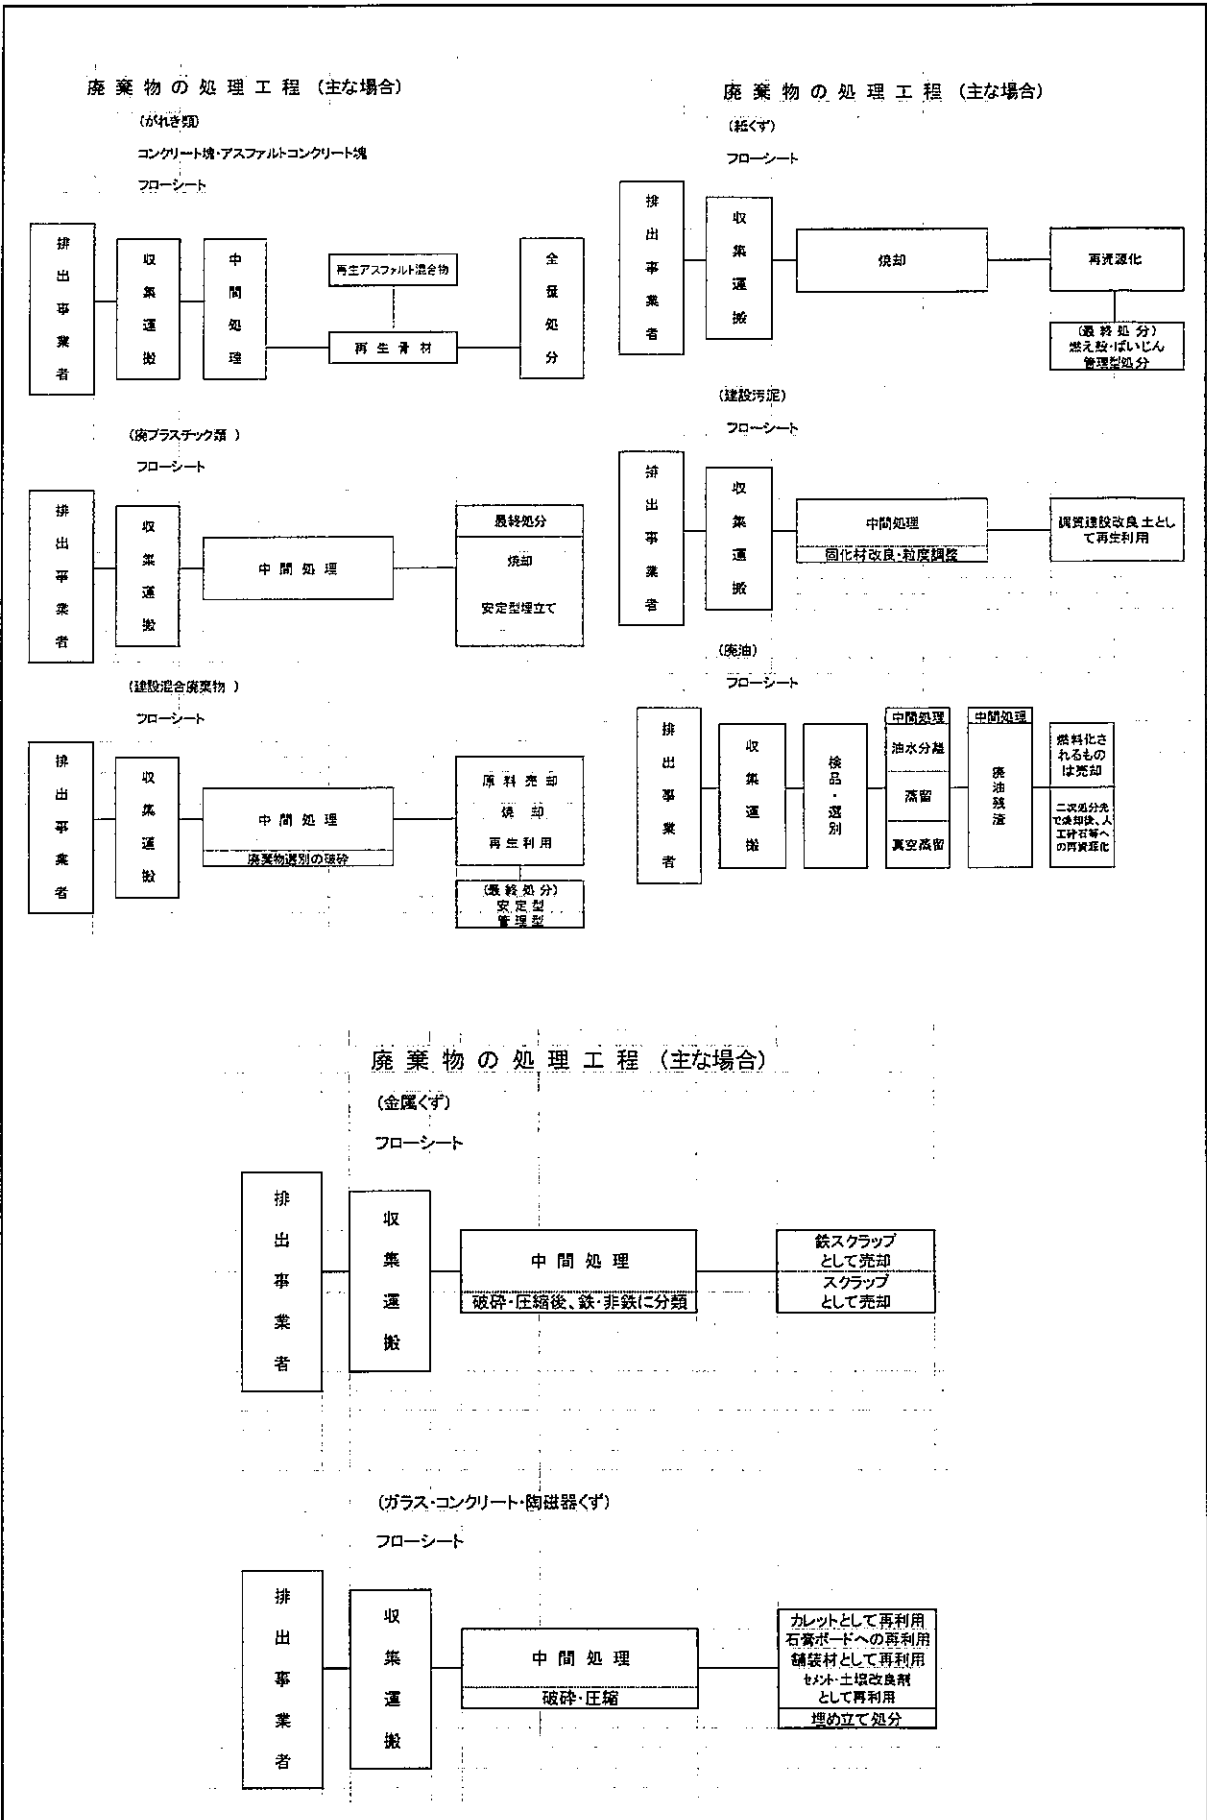 廃棄物の処理工程 (主な場合)
(がれき類)
コンクリート塊・アスファルトコンクリート塊
フローシート
排出事業者
収集運搬
中間処理
再生アスファルト混合物
再生骨材
全量処分
(廃プラスチック類 )
フローシート
排出事業者
収集運搬
中間処理
最終処分
焼却
安定型埋立て
(建設混合廃棄物 )
フローシート
排出事業者
収集運搬
中間処理
廃棄物選別の破砕
原料売却
焼却
再生利用
(最終処分)
安定型
管理型
廃棄物の処理工程 (主な場合)
(紙くず)
フローシート
排出事業者
収集運搬
焼却
再資源化
(最終処分)
燃え殻・ばいじん
管理型処分
(建設汚泥)
フローシート
排出事業者
収集運搬
中間処理
固化材改良・粒度調整
調質建設改良土とし
て再生利用
(廃油)
フローシート
排出事業者
収集運搬
検品・選別
中間処理
油水分離
蒸留
真空蒸留
中間処理
廃油残渣
燃料化さ
れるもの
は売却
二次処分先
で焼却後、人
工砕石等へ
の再資源化
廃棄物の処理工程 (主な場合)
(金属くず)
フローシート
排出事業者
収集運搬
中間処理
破砕・圧縮後、鉄・非鉄に分類
鉄スクラップ
として売却
スクラップ
として売却
(ガラス・コンクリート・陶磁器くず)
フローシート
排出事業者
収集運搬
中間処理
破砕・圧縮
カレットとして再利用
石膏ボードへの再利用
舗装材として再利用
セメント・土壌改良剤
として再利用
埋め立て処分